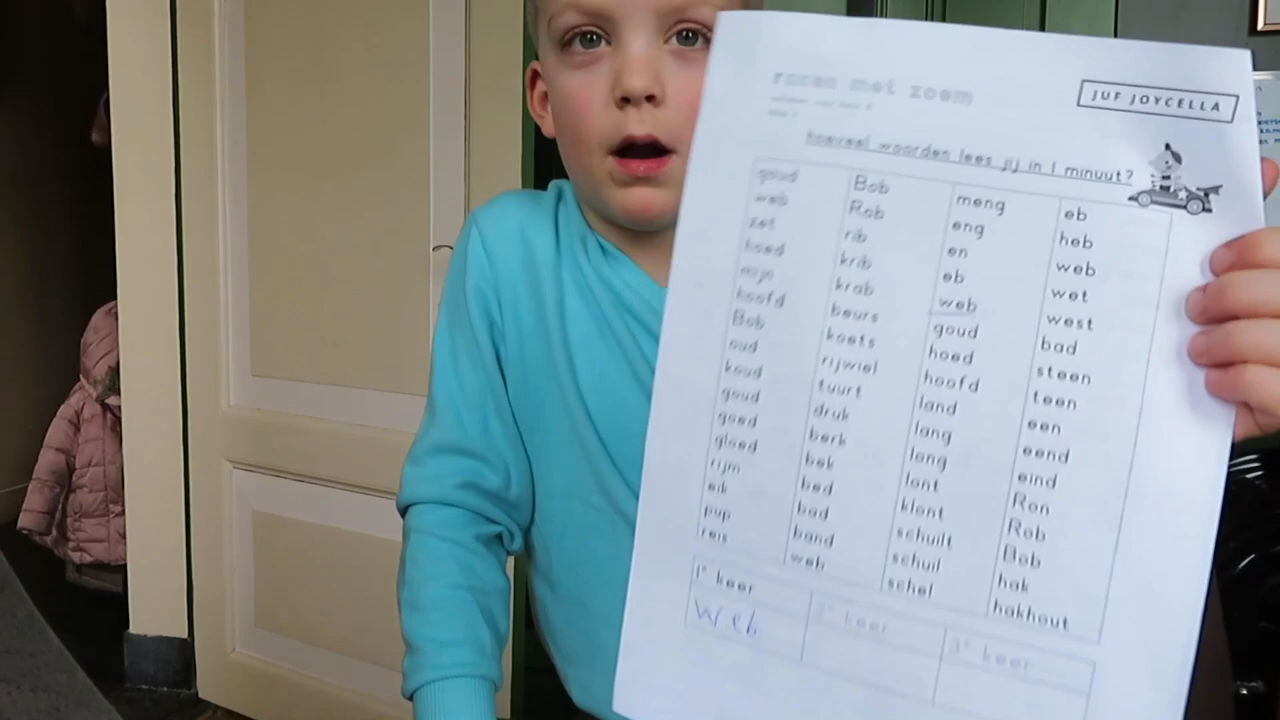 racen met zoem
JUF JOYCELLA
hoeveel woorden lees jij in 1 minuut?
goud Bob meng eb
web Rob eng heb
zet rib en web
hoed krib eb wet
mijn krab web west
hoofd beurs goud bad
Bob koets hoed steen
oud rijwiel hoofd teen
koud tuurt land een
goud druk lang eend
goed berk long eind
gloed bek lont Ron
rijm bed klont Rob
eik bad schuilt Bob
pup band schuil hak
reis web schel hakhout
1e keer 2e keer 3e keer
web